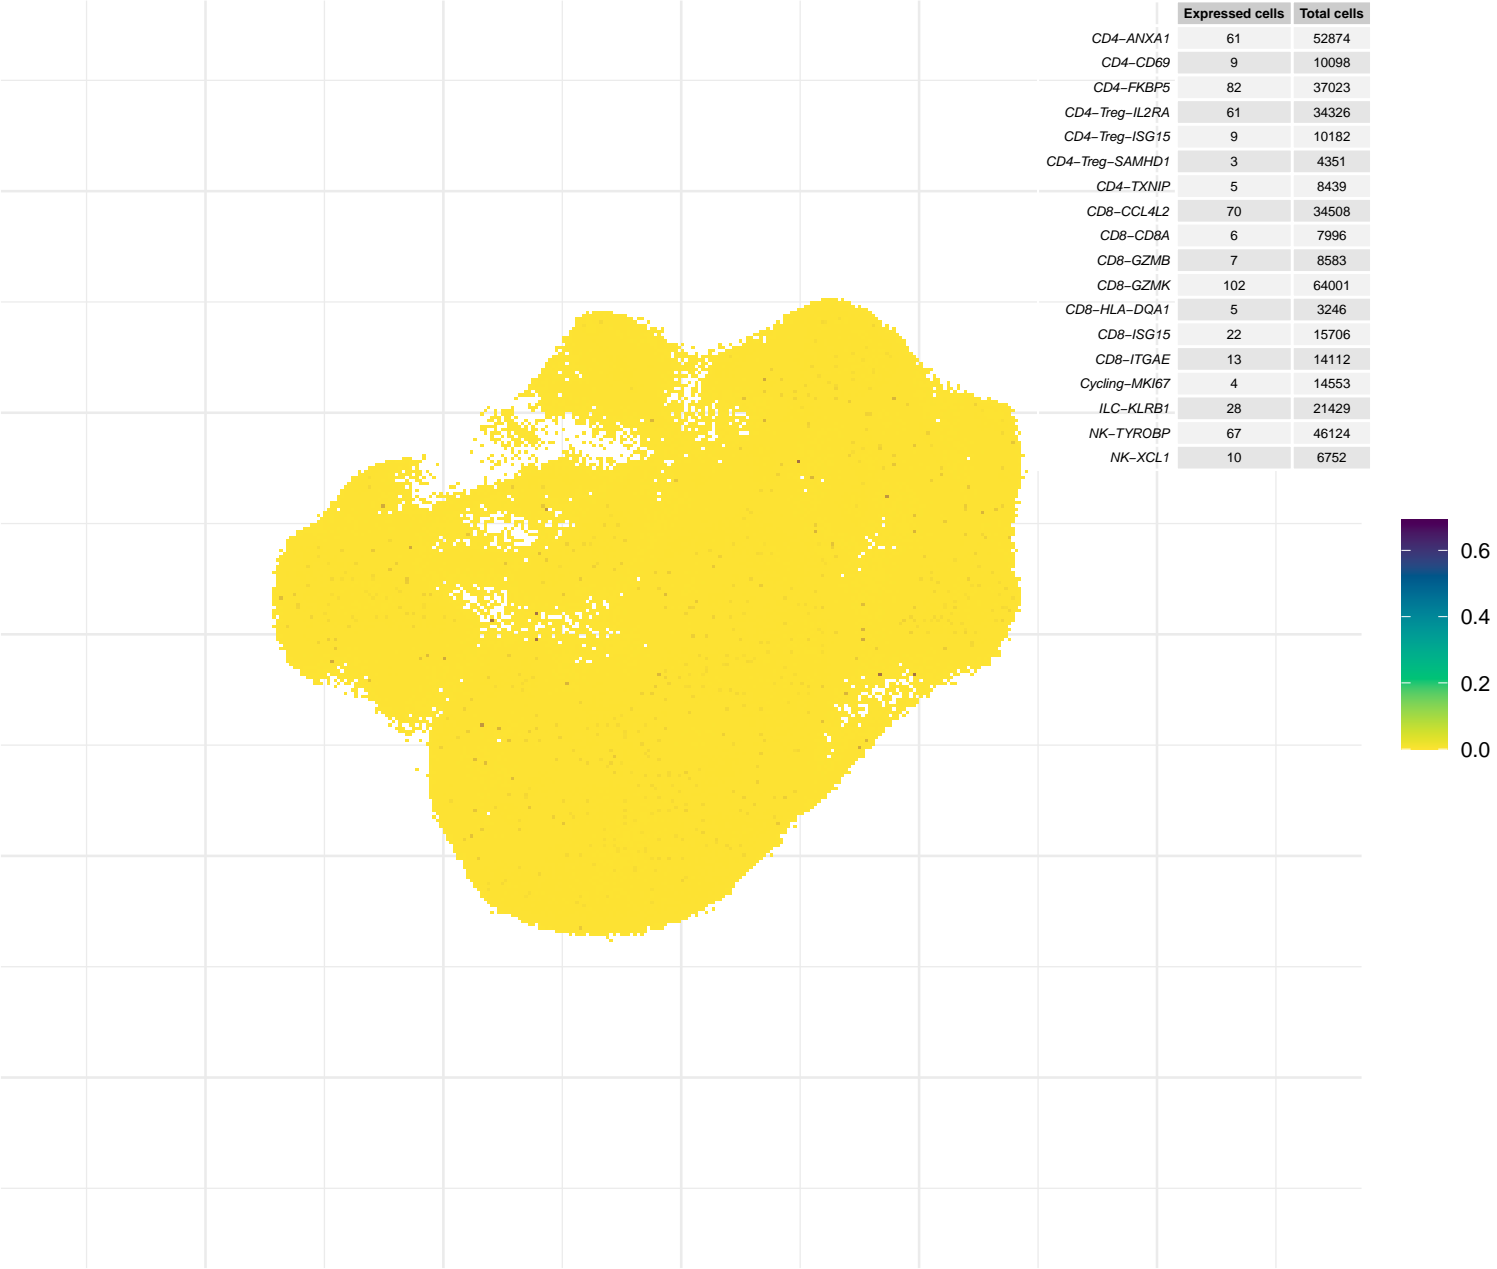 Expressed cells Total cells
CD4−ANXA1 61 52874
CD4−CD69 9 10098
CD4−FKBP5 82 37023
CD4−Treg−IL2RA 61 34326
CD4−Treg−ISG15 9 10182
CD4−Treg−SAMHD1 3 4351
CD4−TXNIP 5 8439
CD8−CCL4L2 70 34508
CD8−CD8A 6 7996
CD8−GZMB 7 8583
CD8−GZMK 102 64001
CD8−HLA−DQA1 5 3246
CD8−ISG15 22 15706
CD8−ITGAE 13 14112
Cycling−MKI67 4 14553
ILC−KLRB1 28 21429
NK−TYROBP 67 46124
NK−XCL1 10 6752
0.6
0.4
0.2
0.0